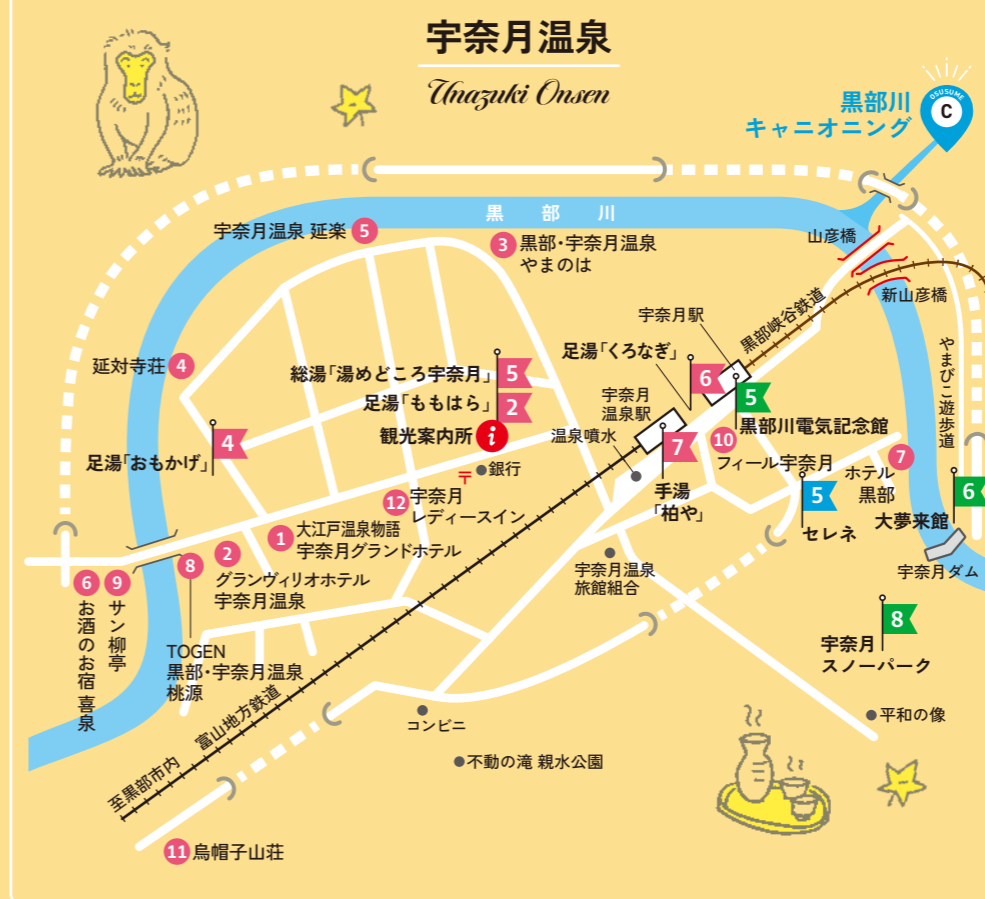 宇奈月温泉
Unazuki Onsen
OSUSUME
C
黒部川
キャニオニング
黒部川
宇奈月温泉 延楽 5
3 黒部・宇奈月温泉
やまのは
山彦橋
新山彦橋
宇奈月駅
黒部峡谷鉄道
やまびこ遊歩道
延対寺荘 4
総湯「湯めどころ宇奈月」 5
足湯「ももはら」 2
観光案内所 i
足湯「くろなぎ」 6
5
黒部川電気記念館
宇奈月
温泉駅
温泉噴水
7
手湯
「柏や」
10
フィール宇奈月
7
ホテル
黒部
4
足湯「おもかげ」
〒
銀行
12 宇奈月
レディースイン
5
セレネ
6
大夢来館
宇奈月ダム
1 大江戸温泉物語
宇奈月グランドホテル
2
グランヴィリオホテル
宇奈月温泉
宇奈月温泉
旅館組合
6
お酒のお宿 喜泉
9
サン柳亭
8
TOGEN
黒部・宇奈月温泉
桃源
8
宇奈月
スノーパーク
平和の像
コンビニ
不動の滝 親水公園
富山地方鉄道
至黒部市内
11 烏帽子山荘